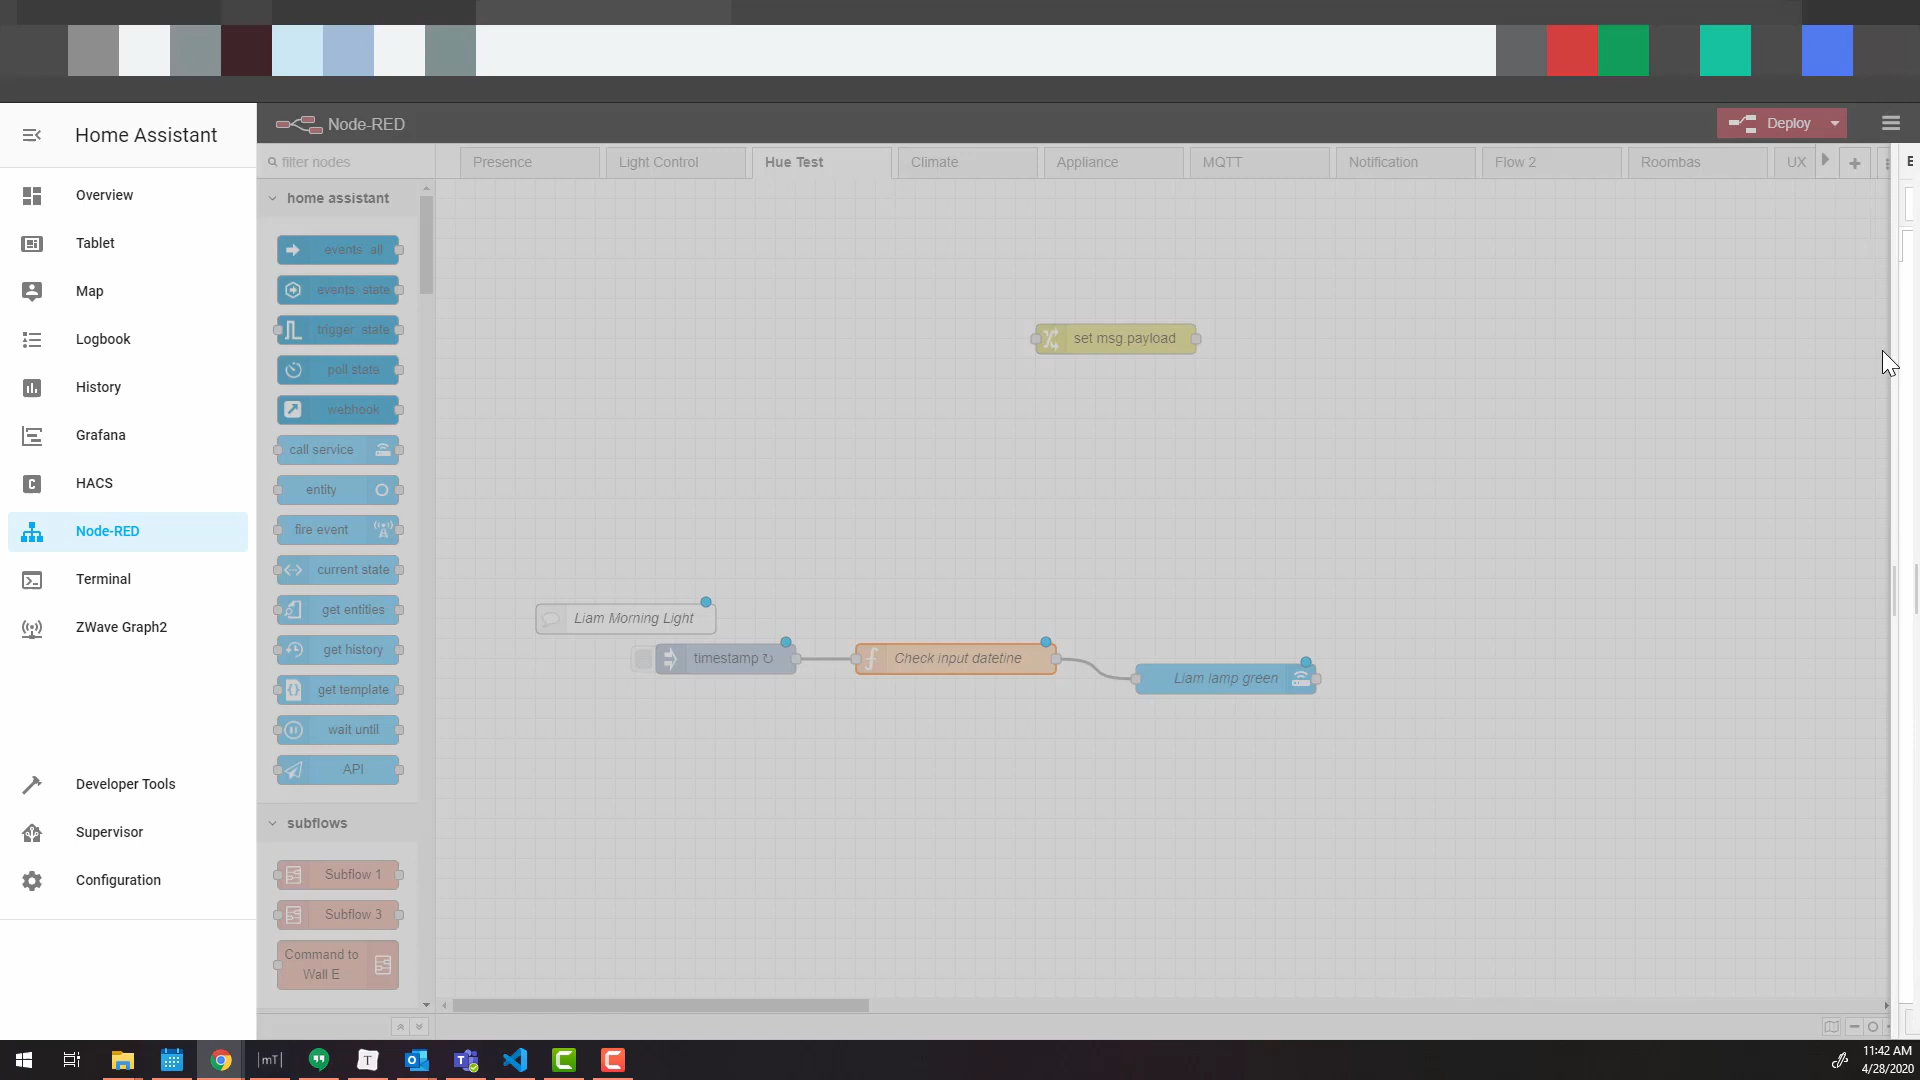 Home Assistant
Overview
Tablet
Map
Logbook
History
Grafana
HACS
Node-RED
Terminal
ZWave Graph2
Developer Tools
Supervisor
Configuration
Node-RED
Deploy
filter nodes
Presence
Light Control
Hue Test
Climate
Appliance
MQTT
Notification
Flow 2
Roombas
UX
home assistant
events: all
events: state
trigger: state
poll state
webhook
call service
entity
fire event
current state
get entities
get history
get template
wait until
API
subflows
Subflow 1
Subflow 3
Command to
Wall E
set msg.payload
Liam Morning Light
timestamp ↻
Check input datetine
Liam lamp green
11:42 AM
4/28/2020